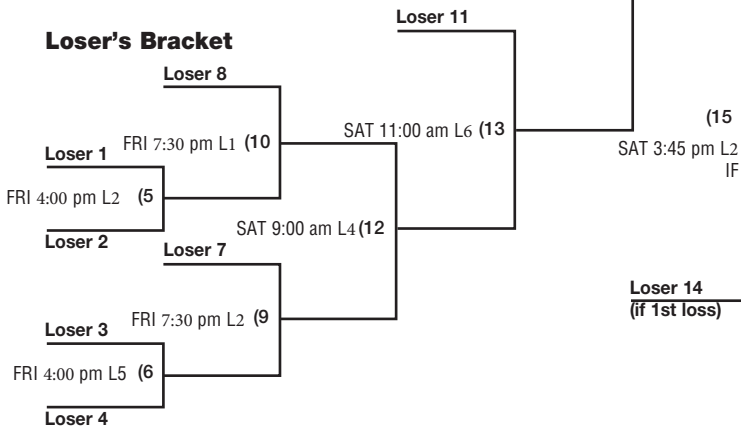 Loser 11
Loser's Bracket
Loser 8
(15
SAT 11:00 am L6 (13
FRI 7:30 pm L1 (10
SAT 3:45 pm L2
Loser 1
IF
FRI 4:00 pm L2 (5
SAT 9:00 am L4 (12
Loser 2
Loser 7
Loser 14
(if 1st loss)
FRI 7:30 pm L2 (9
Loser 3
FRI 4:00 pm L5 (6
Loser 4